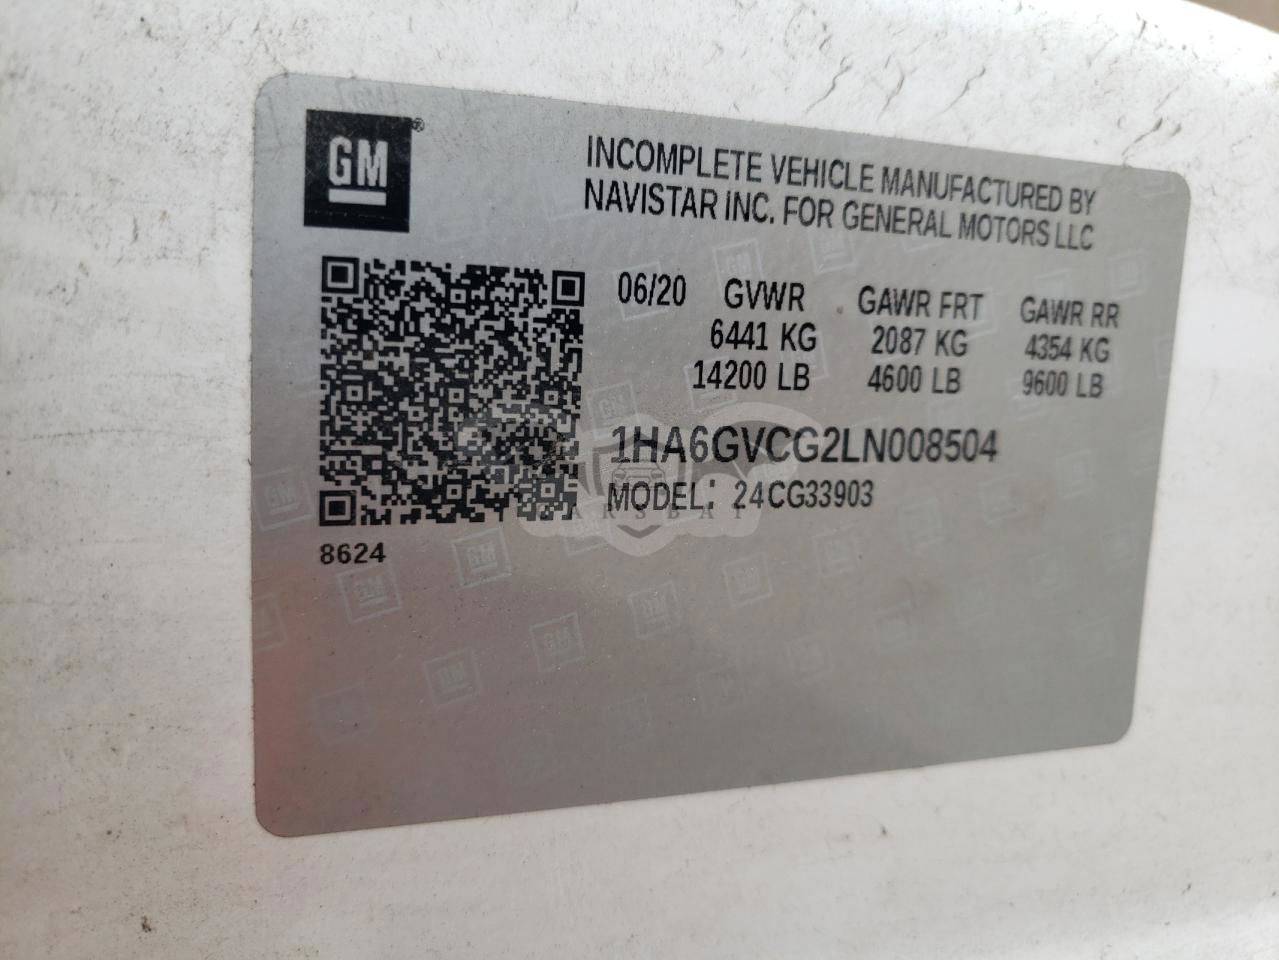 GM
INCOMPLETE VEHICLE MANUFACTURED BY
NAVISTAR INC. FOR GENERAL MOTORS LLC
06/20 GVWR GAWR FRT GAWR RR
6441 KG 2087 KG 4354 KG
14200 LB 4600 LB 9600 LB
1HA6GVCG2LN008504
MODEL: 24CG33903
CARSBAT
8624